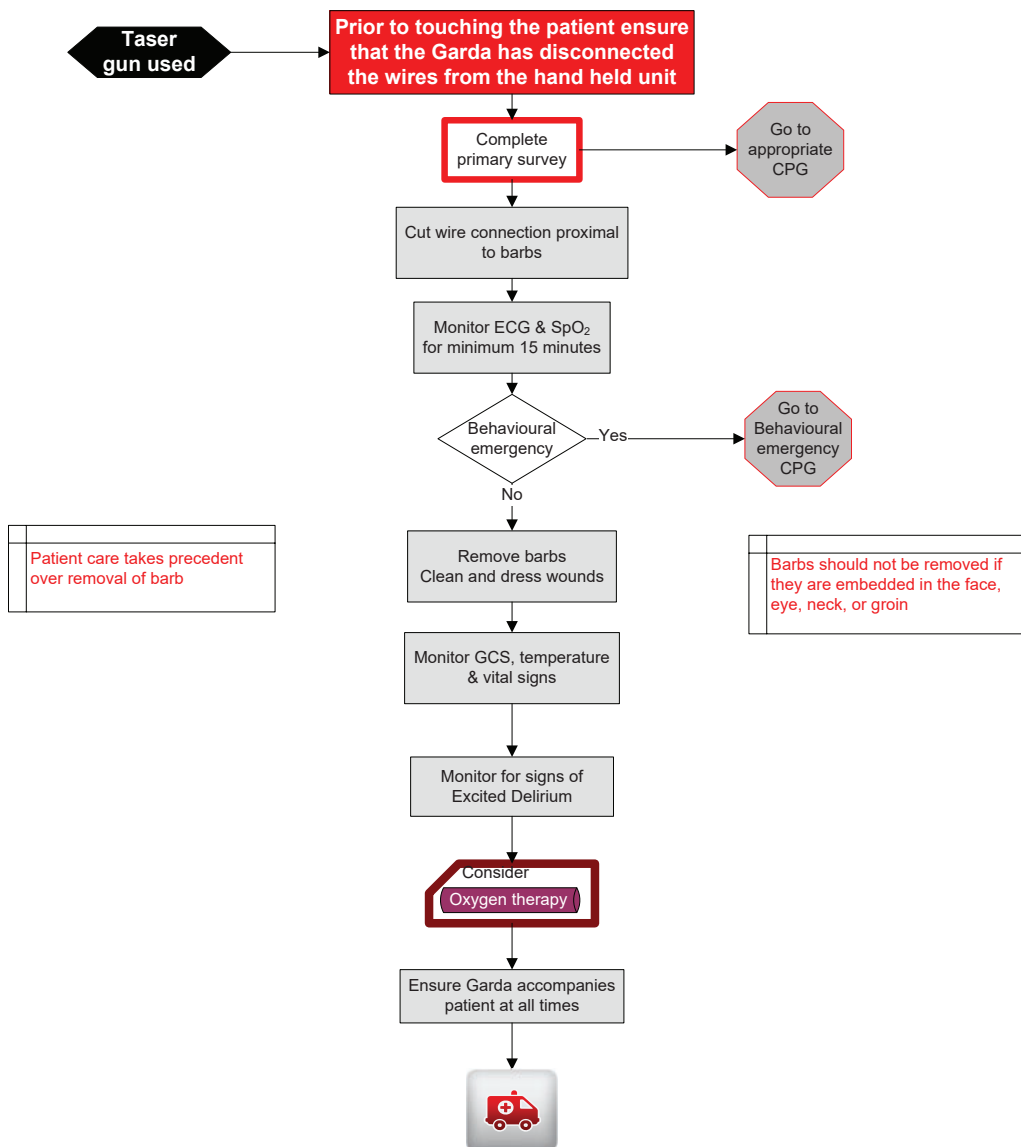 Taser
gun used
Prior to touching the patient ensure
that the Garda has disconnected
the wires from the hand held unit
Complete
primary survey
Go to
appropriate
CPG
Cut wire connection proximal
to barbs
Monitor ECG & SpO₂
for minimum 15 minutes
Behavioural
emergency
Yes
Go to
Behavioural
emergency
CPG
No
Patient care takes precedent
over removal of barb
Remove barbs
Clean and dress wounds
Barbs should not be removed if
they are embedded in the face,
eye, neck, or groin
Monitor GCS, temperature
& vital signs
Monitor for signs of
Excited Delirium
Consider
Oxygen therapy
Ensure Garda accompanies
patient at all times